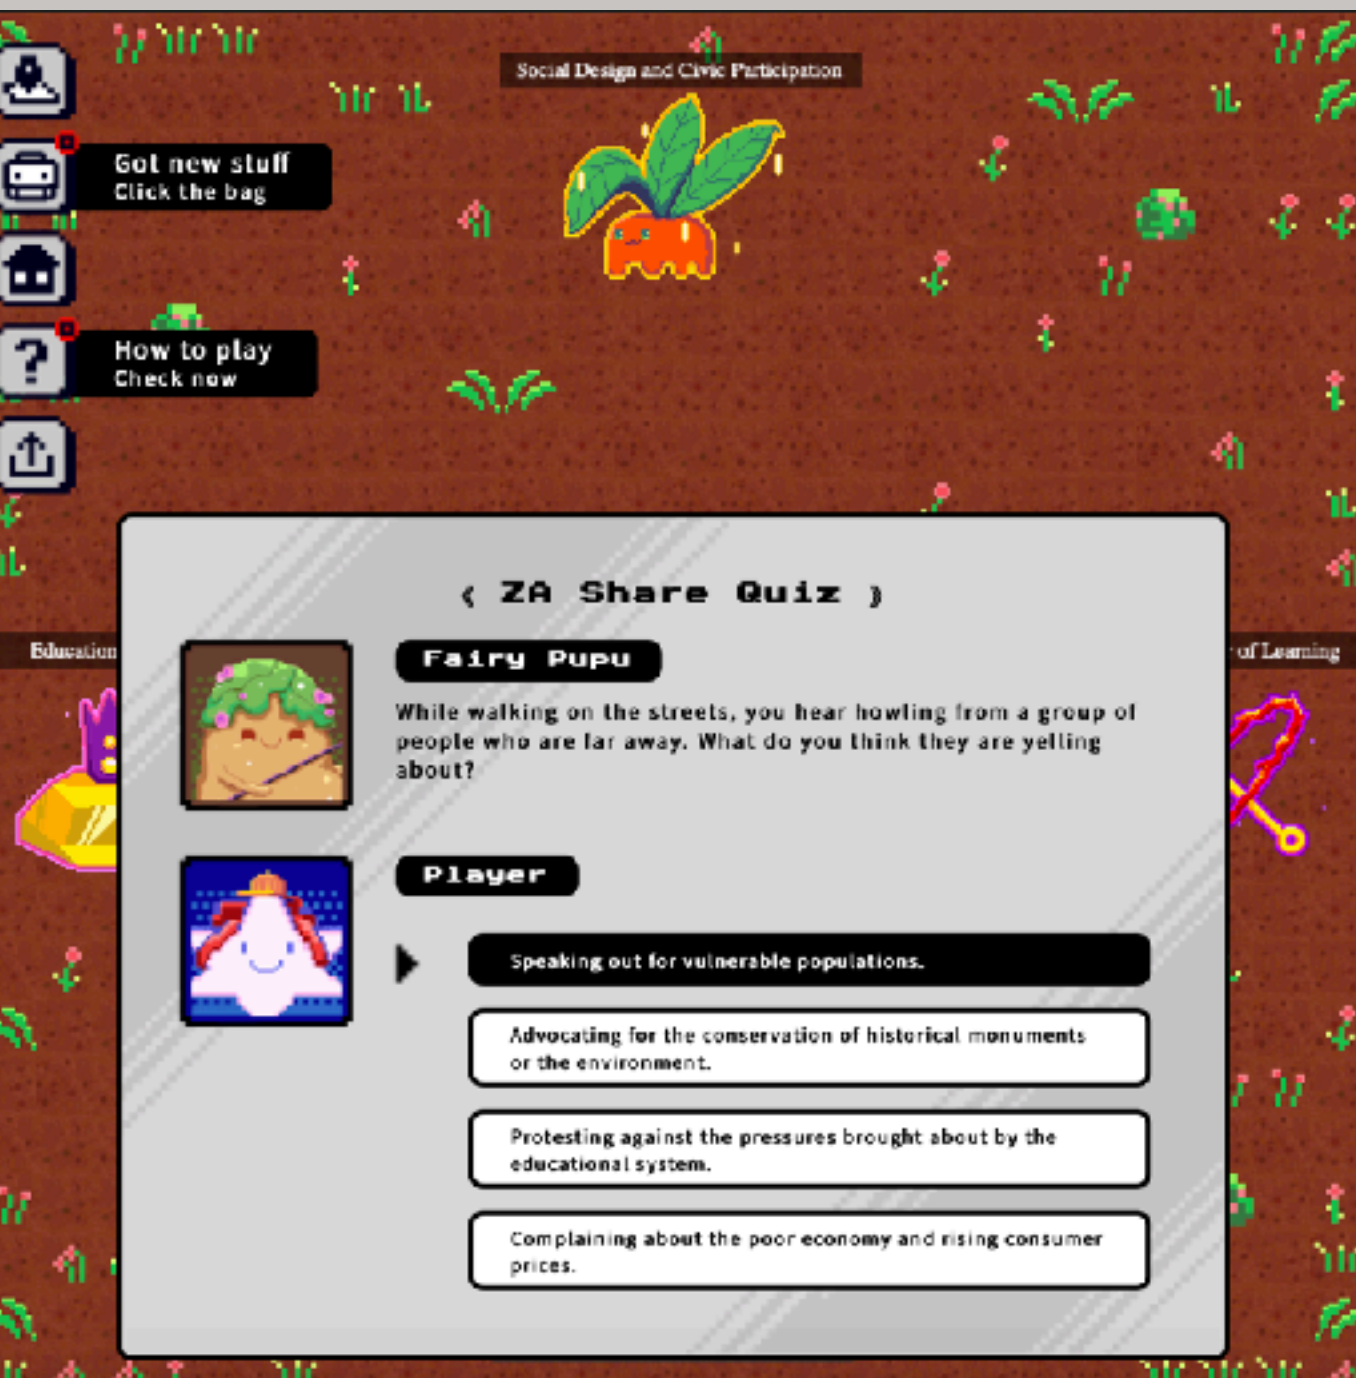 Social Design and Civic Participation
Got new stuff
Click the bag
?
How to play
Check now
Education
of Learning
ZA Share Quiz
Fairy Pupu
While walking on the streets, you hear howling from a group of
people who are far away. What do you think they are yelling
about?
Player
Speaking out for vulnerable populations.
Advocating for the conservation of historical monuments
or the environment.
Protesting against the pressures brought about by the
educational system.
Complaining about the poor economy and rising consumer
prices.